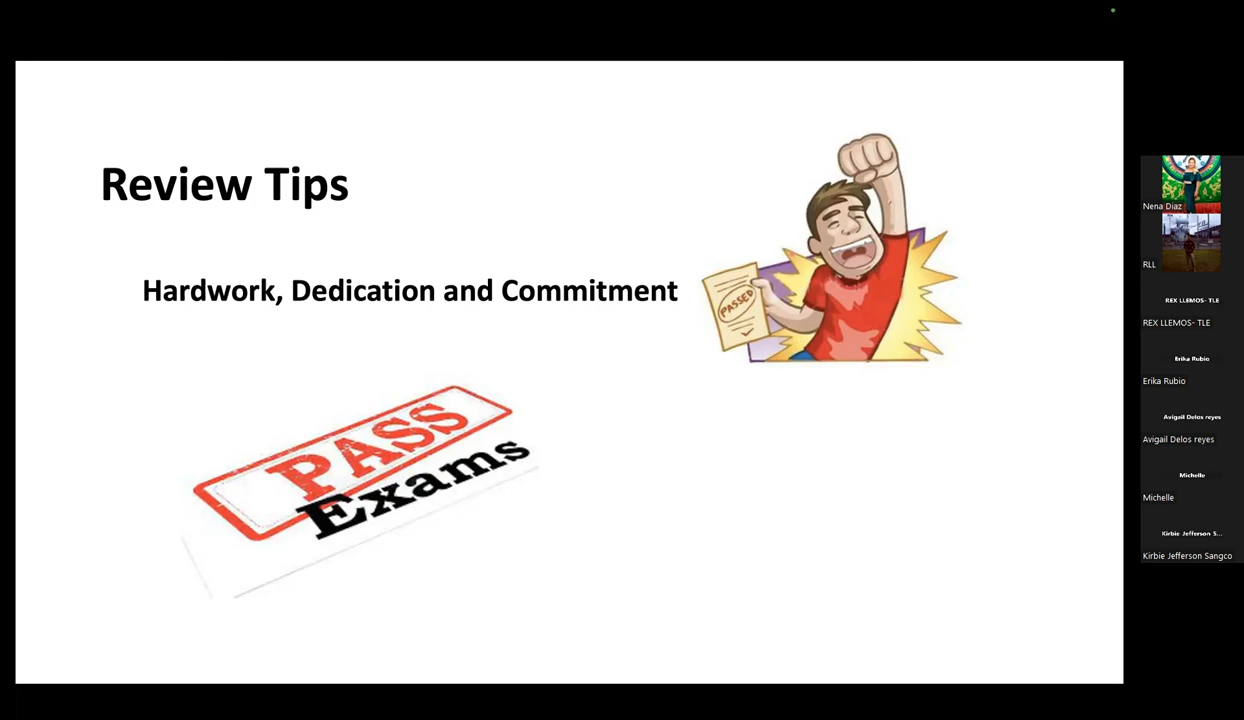 Review Tips
Hardwork, Dedication and Commitment
PASSED
PASS
Exams
Nena Diaz
RLL
REX LLEMOS- TLE
REX LLEMOS- TLE
Erika Rubio
Erika Rubio
Avigail Delos reyes
Avigail Delos reyes
Michelle
Michelle
Kirbie Jefferson S...
Kirbie Jefferson Sangco